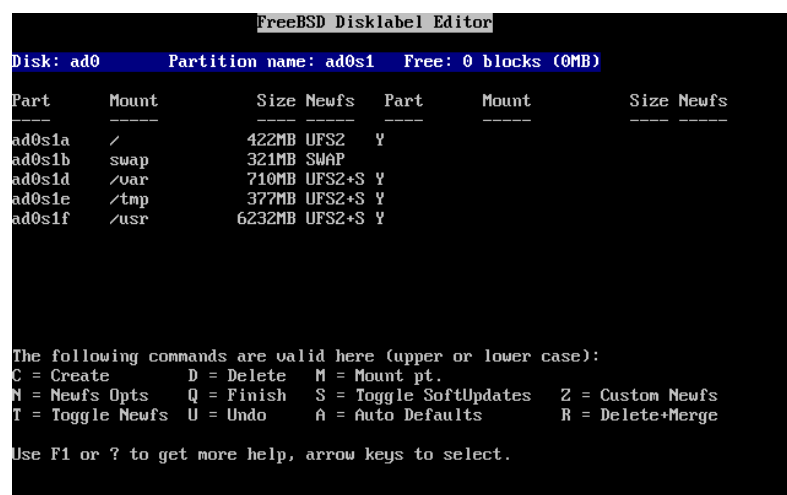 FreeBSD Disklabel Editor
Disk: ad0 Partition name: ad0s1 Free: 0 blocks (0MB)
Part Mount Size Newfs Part Mount Size Newfs
---- ----- ---- ----- ---- ----- ---- -----
ad0s1a / 422MB UFS2 Y
ad0s1b swap 321MB SWAP
ad0s1d /var 710MB UFS2+S Y
ad0s1e /tmp 377MB UFS2+S Y
ad0s1f /usr 6232MB UFS2+S Y
The following commands are valid here (upper or lower case):
C = Create D = Delete M = Mount pt.
N = Newfs Opts Q = Finish S = Toggle SoftUpdates Z = Custom Newfs
T = Toggle Newfs U = Undo A = Auto Defaults R = Delete+Merge
Use F1 or ? to get more help, arrow keys to select.